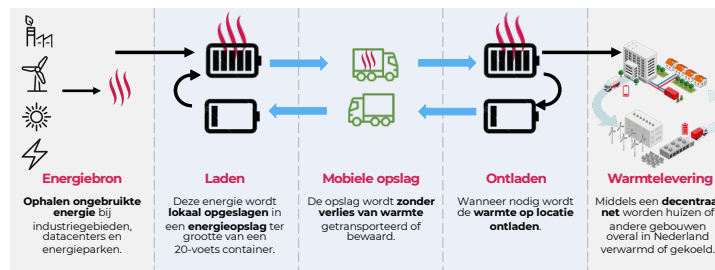 Energiebron
Ophalen ongebruikte
energie bij
industriegebieden,
datacenters en
energieparken.
Laden
Deze energie wordt
lokaal opgeslagen in
een energieopslag ter
grootte van een
20-voets container.
Mobiele opslag
De opslag wordt zonder
verlies van warmte
getransporteerd of
bewaard.
Ontladen
Wanneer nodig wordt
de warmte op locatie
ontladen.
Warmtelevering
Middels een decentraa
net worden huizen of
andere gebouwen
overal in Nederland
verwarmd of gekoeld.